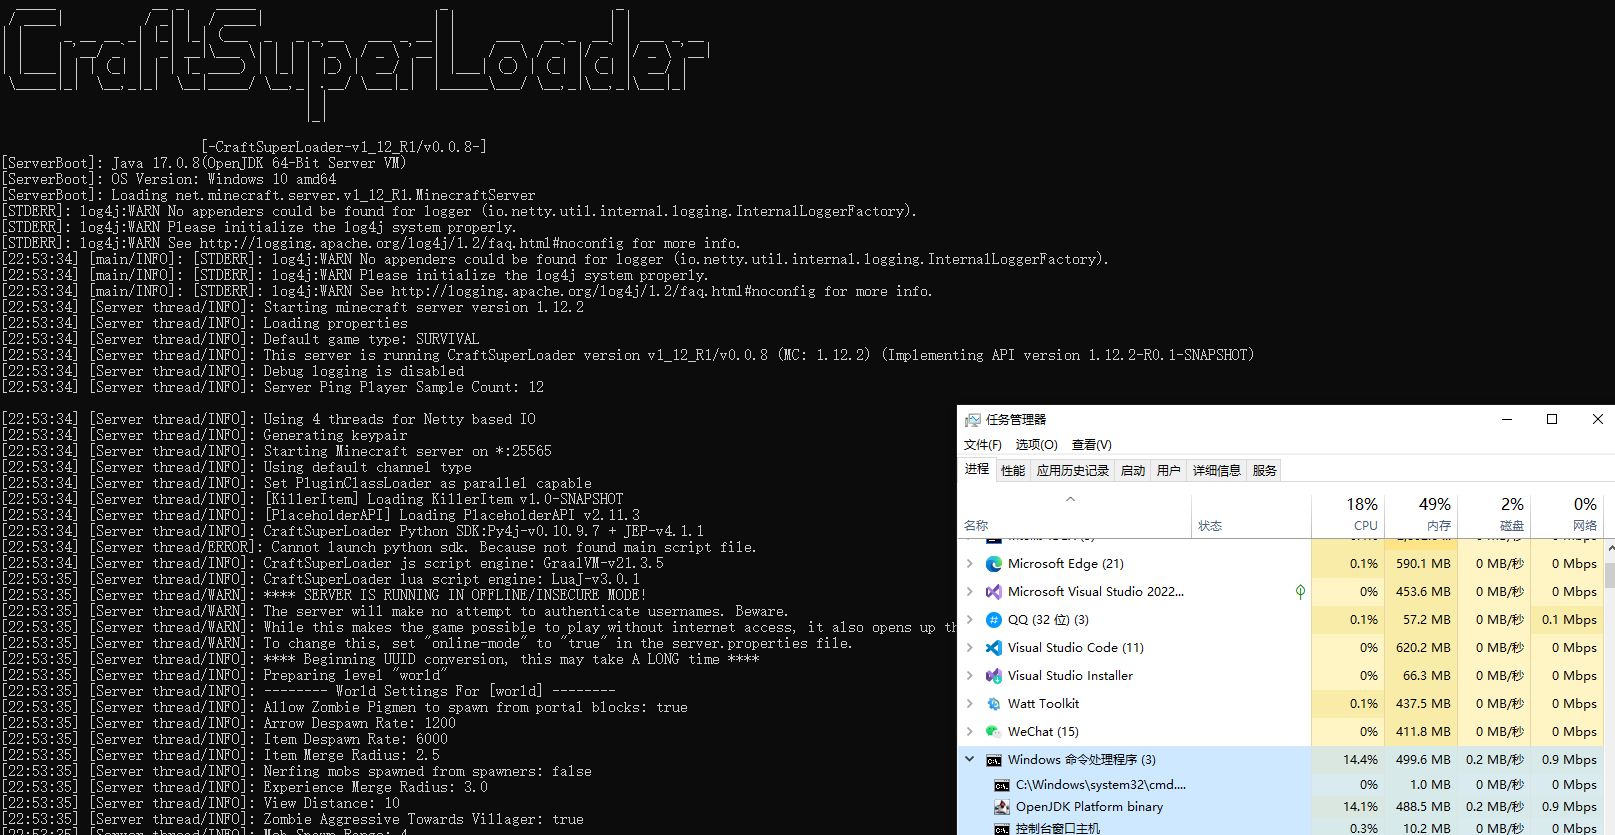 CraftSuperLoader
[-CraftSuperLoader-v1_12_R1/v0.0.8-]
[ServerBoot]: Java 17.0.8(OpenJDK 64-Bit Server VM)
[ServerBoot]: OS Version: Windows 10 amd64
[ServerBoot]: Loading net.minecraft.server.v1_12_R1.MinecraftServer
[STDERR]: log4j:WARN No appenders could be found for logger (io.netty.util.internal.logging.InternalLoggerFactory).
[STDERR]: log4j:WARN Please initialize the log4j system properly.
[STDERR]: log4j:WARN See http://logging.apache.org/log4j/1.2/faq.html#noconfig for more info.
[22:53:34] [main/INFO]: [STDERR]: log4j:WARN No appenders could be found for logger (io.netty.util.internal.logging.InternalLoggerFactory).
[22:53:34] [main/INFO]: [STDERR]: log4j:WARN Please initialize the log4j system properly.
[22:53:34] [main/INFO]: [STDERR]: log4j:WARN See http://logging.apache.org/log4j/1.2/faq.html#noconfig for more info.
[22:53:34] [Server thread/INFO]: Starting minecraft server version 1.12.2
[22:53:34] [Server thread/INFO]: Loading properties
[22:53:34] [Server thread/INFO]: Default game type: SURVIVAL
[22:53:34] [Server thread/INFO]: This server is running CraftSuperLoader version v1_12_R1/v0.0.8 (MC: 1.12.2) (Implementing API version 1.12.2-R0.1-SNAPSHOT)
[22:53:34] [Server thread/INFO]: Debug logging is disabled
[22:53:34] [Server thread/INFO]: Server Ping Player Sample Count: 12
[22:53:34] [Server thread/INFO]: Using 4 threads for Netty based IO
[22:53:34] [Server thread/INFO]: Generating keypair
[22:53:34] [Server thread/INFO]: Starting Minecraft server on *:25565
[22:53:34] [Server thread/INFO]: Using default channel type
[22:53:34] [Server thread/INFO]: Set PluginClassLoader as parallel capable
[22:53:34] [Server thread/INFO]: [KillerItem] Loading KillerItem v1.0-SNAPSHOT
[22:53:34] [Server thread/INFO]: [PlaceholderAPI] Loading PlaceholderAPI v2.11.3
[22:53:34] [Server thread/INFO]: CraftSuperLoader Python SDK:Py4j-v0.10.9.7 + JEP-v4.1.1
[22:53:34] [Server thread/ERROR]: Cannot launch python sdk. Because not found main script file.
[22:53:34] [Server thread/INFO]: CraftSuperLoader js script engine: GraalVM-v21.3.5
[22:53:35] [Server thread/INFO]: CraftSuperLoader lua script engine: LuaJ-v3.0.1
[22:53:35] [Server thread/WARN]: **** SERVER IS RUNNING IN OFFLINE/INSECURE MODE!
[22:53:35] [Server thread/WARN]: The server will make no attempt to authenticate usernames. Beware.
[22:53:35] [Server thread/WARN]: While this makes the game possible to play without internet access, it also opens up th
[22:53:35] [Server thread/WARN]: To change this, set "online-mode" to "true" in the server.properties file.
[22:53:35] [Server thread/INFO]: **** Beginning UUID conversion, this may take A LONG time ****
[22:53:35] [Server thread/INFO]: Preparing level "world"
[22:53:35] [Server thread/INFO]: -------- World Settings For [world] --------
[22:53:35] [Server thread/INFO]: Allow Zombie Pigmen to spawn from portal blocks: true
[22:53:35] [Server thread/INFO]: Arrow Despawn Rate: 1200
[22:53:35] [Server thread/INFO]: Item Despawn Rate: 6000
[22:53:35] [Server thread/INFO]: Item Merge Radius: 2.5
[22:53:35] [Server thread/INFO]: Nerfing mobs spawned from spawners: false
[22:53:35] [Server thread/INFO]: Experience Merge Radius: 3.0
[22:53:35] [Server thread/INFO]: View Distance: 10
[22:53:35] [Server thread/INFO]: Zombie Aggressive Towards Villager: true
[22:53:35] [Server thread/INFO]: Mob Spawn Range: 4
任务管理器
文件(F) 选项(O) 查看(V)
进程 性能 应用历史记录 启动 用户 详细信息 服务
18% 49% 2% 0%
名称 状态 CPU 内存 磁盘 网络
Microsoft Edge (21) 0.1% 590.1 MB 0 MB/秒 0 Mbps
Microsoft Visual Studio 2022... 0% 453.6 MB 0 MB/秒 0 Mbps
QQ (32 位) (3) 0.1% 57.2 MB 0 MB/秒 0.1 Mbps
Visual Studio Code (11) 0% 620.2 MB 0 MB/秒 0 Mbps
Visual Studio Installer 0% 66.3 MB 0 MB/秒 0 Mbps
Watt Toolkit 0.1% 437.5 MB 0 MB/秒 0 Mbps
WeChat (15) 0% 411.8 MB 0 MB/秒 0 Mbps
Windows 命令处理程序 (3) 14.4% 499.6 MB 0.2 MB/秒 0.9 Mbps
C:\Windows\system32\cmd.... 0% 1.0 MB 0 MB/秒 0 Mbps
OpenJDK Platform binary 14.1% 488.5 MB 0.2 MB/秒 0.9 Mbps
控制台窗口主机 0.3% 10.2 MB 0 MB/秒 0 Mbps